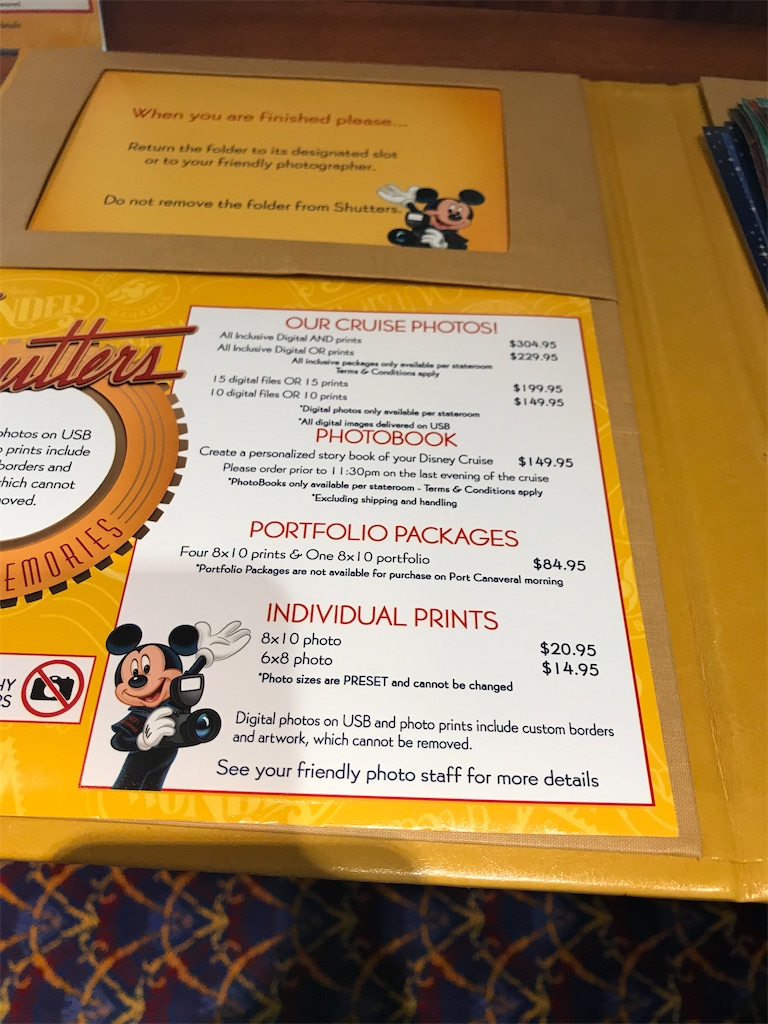 When you are finished please...
Return the folder to its designated slot
or to your friendly photographer.
Do not remove the folder from Shutters.
NDER
BAHAMAS
utters
photos on USB
prints include
borders and
hich cannot
oved.
EMORIES
OUR CRUISE PHOTOS!
All Inclusive Digital AND prints $304.95
All Inclusive Digital OR prints $229.95
All inclusive packages only available per stateroom
Terms & Conditions apply
15 digital files OR 15 prints $199.95
10 digital files OR 10 prints $149.95
*Digital photos only available per stateroom
*All digital images delivered on USB
PHOTOBOOK
Create a personalized story book of your Disney Cruise $149.95
Please order prior to 11:30pm on the last evening of the cruise
*PhotoBooks only available per stateroom - Terms & Conditions apply
*Excluding shipping and handling
PORTFOLIO PACKAGES
Four 8x10 prints & One 8x10 portfolio $84.95
*Portfolio Packages are not available for purchase on Port Canaveral morning
INDIVIDUAL PRINTS
8x10 photo $20.95
6x8 photo $14.95
*Photo sizes are PRESET and cannot be changed
HY
RS
Digital photos on USB and photo prints include custom borders
and artwork, which cannot be removed.
See your friendly photo staff for more details
WONDER